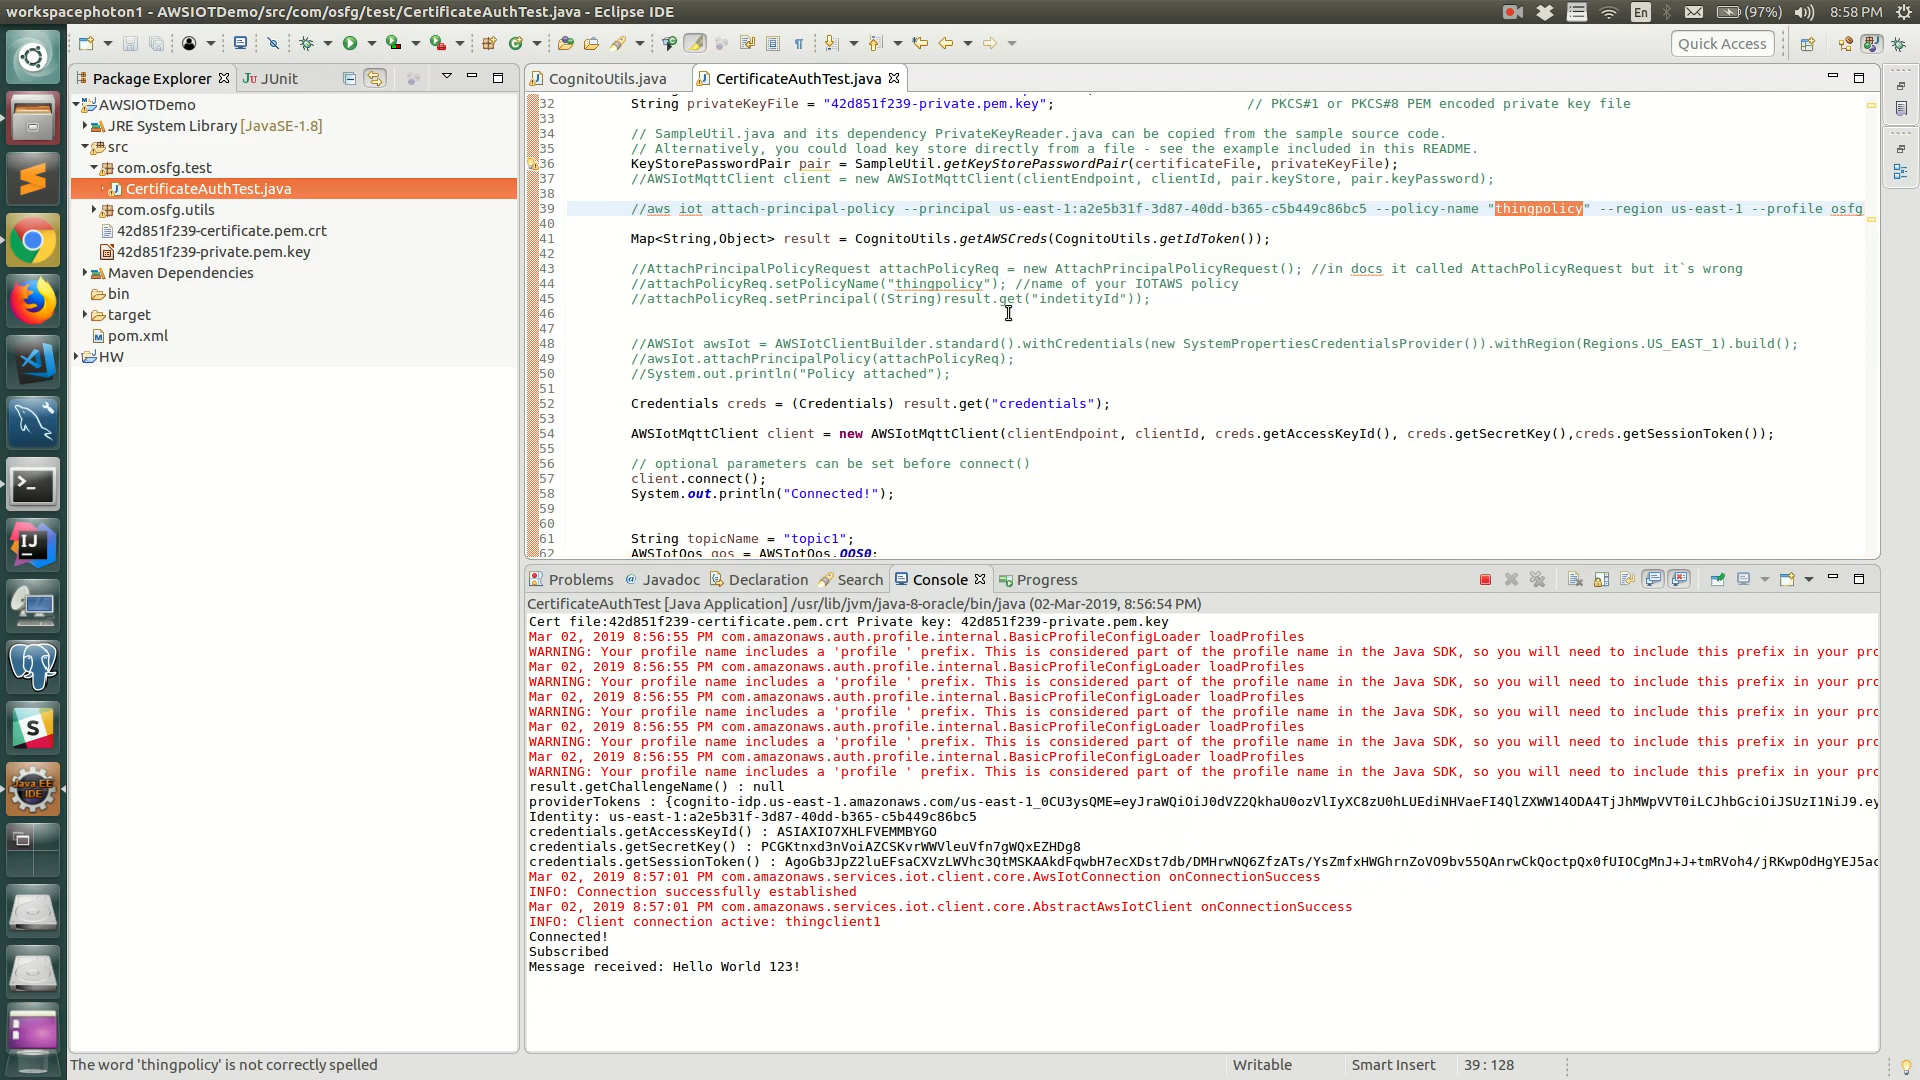 workspacephoton1 - AWSIOTDemo/src/com/osfg/test/CertificateAuthTest.java - Eclipse IDE
En
(97%)
8:58 PM
Quick Access
Package Explorer
JUnit
CognitoUtils.java
CertificateAuthTest.java
AWSIOTDemo
JRE System Library [JavaSE-1.8]
src
com.osfg.test
CertificateAuthTest.java
com.osfg.utils
42d851f239-certificate.pem.crt
42d851f239-private.pem.key
Maven Dependencies
bin
target
pom.xml
HW
32 String privateKeyFile = "42d851f239-private.pem.key"; // PKCS#1 or PKCS#8 PEM encoded private key file
33
34 // SampleUtil.java and its dependency PrivateKeyReader.java can be copied from the sample source code.
35 // Alternatively, you could load key store directly from a file - see the example included in this README.
36 KeyStorePasswordPair pair = SampleUtil.getKeyStorePasswordPair(certificateFile, privateKeyFile);
37 //AWSIotMqttClient client = new AWSIotMqttClient(clientEndpoint, clientId, pair.keyStore, pair.keyPassword);
38
39 //aws iot attach-principal-policy --principal us-east-1:a2e5b31f-3d87-40dd-b365-c5b449c86bc5 --policy-name "thingpolicy" --region us-east-1 --profile osfg
40
41 Map<String,Object> result = CognitoUtils.getAWSCreds(CognitoUtils.getIdToken());
42
43 //AttachPrincipalPolicyRequest attachPolicyReq = new AttachPrincipalPolicyRequest(); //in docs it called AttachPolicyRequest but it`s wrong
44 //attachPolicyReq.setPolicyName("thingpolicy"); //name of your IOTAWS policy
45 //attachPolicyReq.setPrincipal((String)result.get("indetityId"));
46
47
48 //AWSIot awsIot = AWSIotClientBuilder.standard().withCredentials(new SystemPropertiesCredentialsProvider()).withRegion(Regions.US_EAST_1).build();
49 //awsIot.attachPrincipalPolicy(attachPolicyReq);
50 //System.out.println("Policy attached");
51
52 Credentials creds = (Credentials) result.get("credentials");
53
54 AWSIotMqttClient client = new AWSIotMqttClient(clientEndpoint, clientId, creds.getAccessKeyId(), creds.getSecretKey(),creds.getSessionToken());
55
56 // optional parameters can be set before connect()
57 client.connect();
58 System.out.println("Connected!");
59
60
61 String topicName = "topic1";
62 AWSIotQos qos = AWSIotQos.QOS0;
Problems
Javadoc
Declaration
Search
Console
Progress
CertificateAuthTest [Java Application] /usr/lib/jvm/java-8-oracle/bin/java (02-Mar-2019, 8:56:54 PM)
Cert file:42d851f239-certificate.pem.crt Private key: 42d851f239-private.pem.key
Mar 02, 2019 8:56:55 PM com.amazonaws.auth.profile.internal.BasicProfileConfigLoader loadProfiles
WARNING: Your profile name includes a 'profile ' prefix. This is considered part of the profile name in the Java SDK, so you will need to include this prefix in your pro
Mar 02, 2019 8:56:55 PM com.amazonaws.auth.profile.internal.BasicProfileConfigLoader loadProfiles
WARNING: Your profile name includes a 'profile ' prefix. This is considered part of the profile name in the Java SDK, so you will need to include this prefix in your pro
Mar 02, 2019 8:56:55 PM com.amazonaws.auth.profile.internal.BasicProfileConfigLoader loadProfiles
WARNING: Your profile name includes a 'profile ' prefix. This is considered part of the profile name in the Java SDK, so you will need to include this prefix in your pro
Mar 02, 2019 8:56:55 PM com.amazonaws.auth.profile.internal.BasicProfileConfigLoader loadProfiles
WARNING: Your profile name includes a 'profile ' prefix. This is considered part of the profile name in the Java SDK, so you will need to include this prefix in your pro
Mar 02, 2019 8:56:55 PM com.amazonaws.auth.profile.internal.BasicProfileConfigLoader loadProfiles
WARNING: Your profile name includes a 'profile ' prefix. This is considered part of the profile name in the Java SDK, so you will need to include this prefix in your pro
result.getChallengeName() : null
providerTokens : {cognito-idp.us-east-1.amazonaws.com/us-east-1_0CU3ysQME=eyJraWQiOiJ0dVZ2QkhaU0ozVlIyXC8zU0hLUEdiNHVaeFI4QlZXWW14ODA4TjJhMWpVVT0iLCJhbGciOiJSUzI1NiJ9.ey
Identity: us-east-1:a2e5b31f-3d87-40dd-b365-c5b449c86bc5
credentials.getAccessKeyId() : ASIAXIO7XHLFVEMMBYGO
credentials.getSecretKey() : PCGKtnxd3nVoiAZCSKvrWWVleuVfn7gWQxEZHDg8
credentials.getSessionToken() : AgoGb3JpZ2luEFsaCXVzLWVhc3QtMSKAAkdFqwbH7ecXDst7db/DMHrwNQ6ZfzATs/YsZmfxHWGhrnZoVO9bv55QAnrwCkQoctpQx0fUIOCgMnJ+J+tmRVoh4/jRKwpOdHgYEJ5ac
Mar 02, 2019 8:57:01 PM com.amazonaws.services.iot.client.core.AwsIotConnection onConnectionSuccess
INFO: Connection successfully established
Mar 02, 2019 8:57:01 PM com.amazonaws.services.iot.client.core.AbstractAwsIotClient onConnectionSuccess
INFO: Client connection active: thingclient1
Connected!
Subscribed
Message received: Hello World 123!
The word 'thingpolicy' is not correctly spelled
Writable
Smart Insert
39 : 128